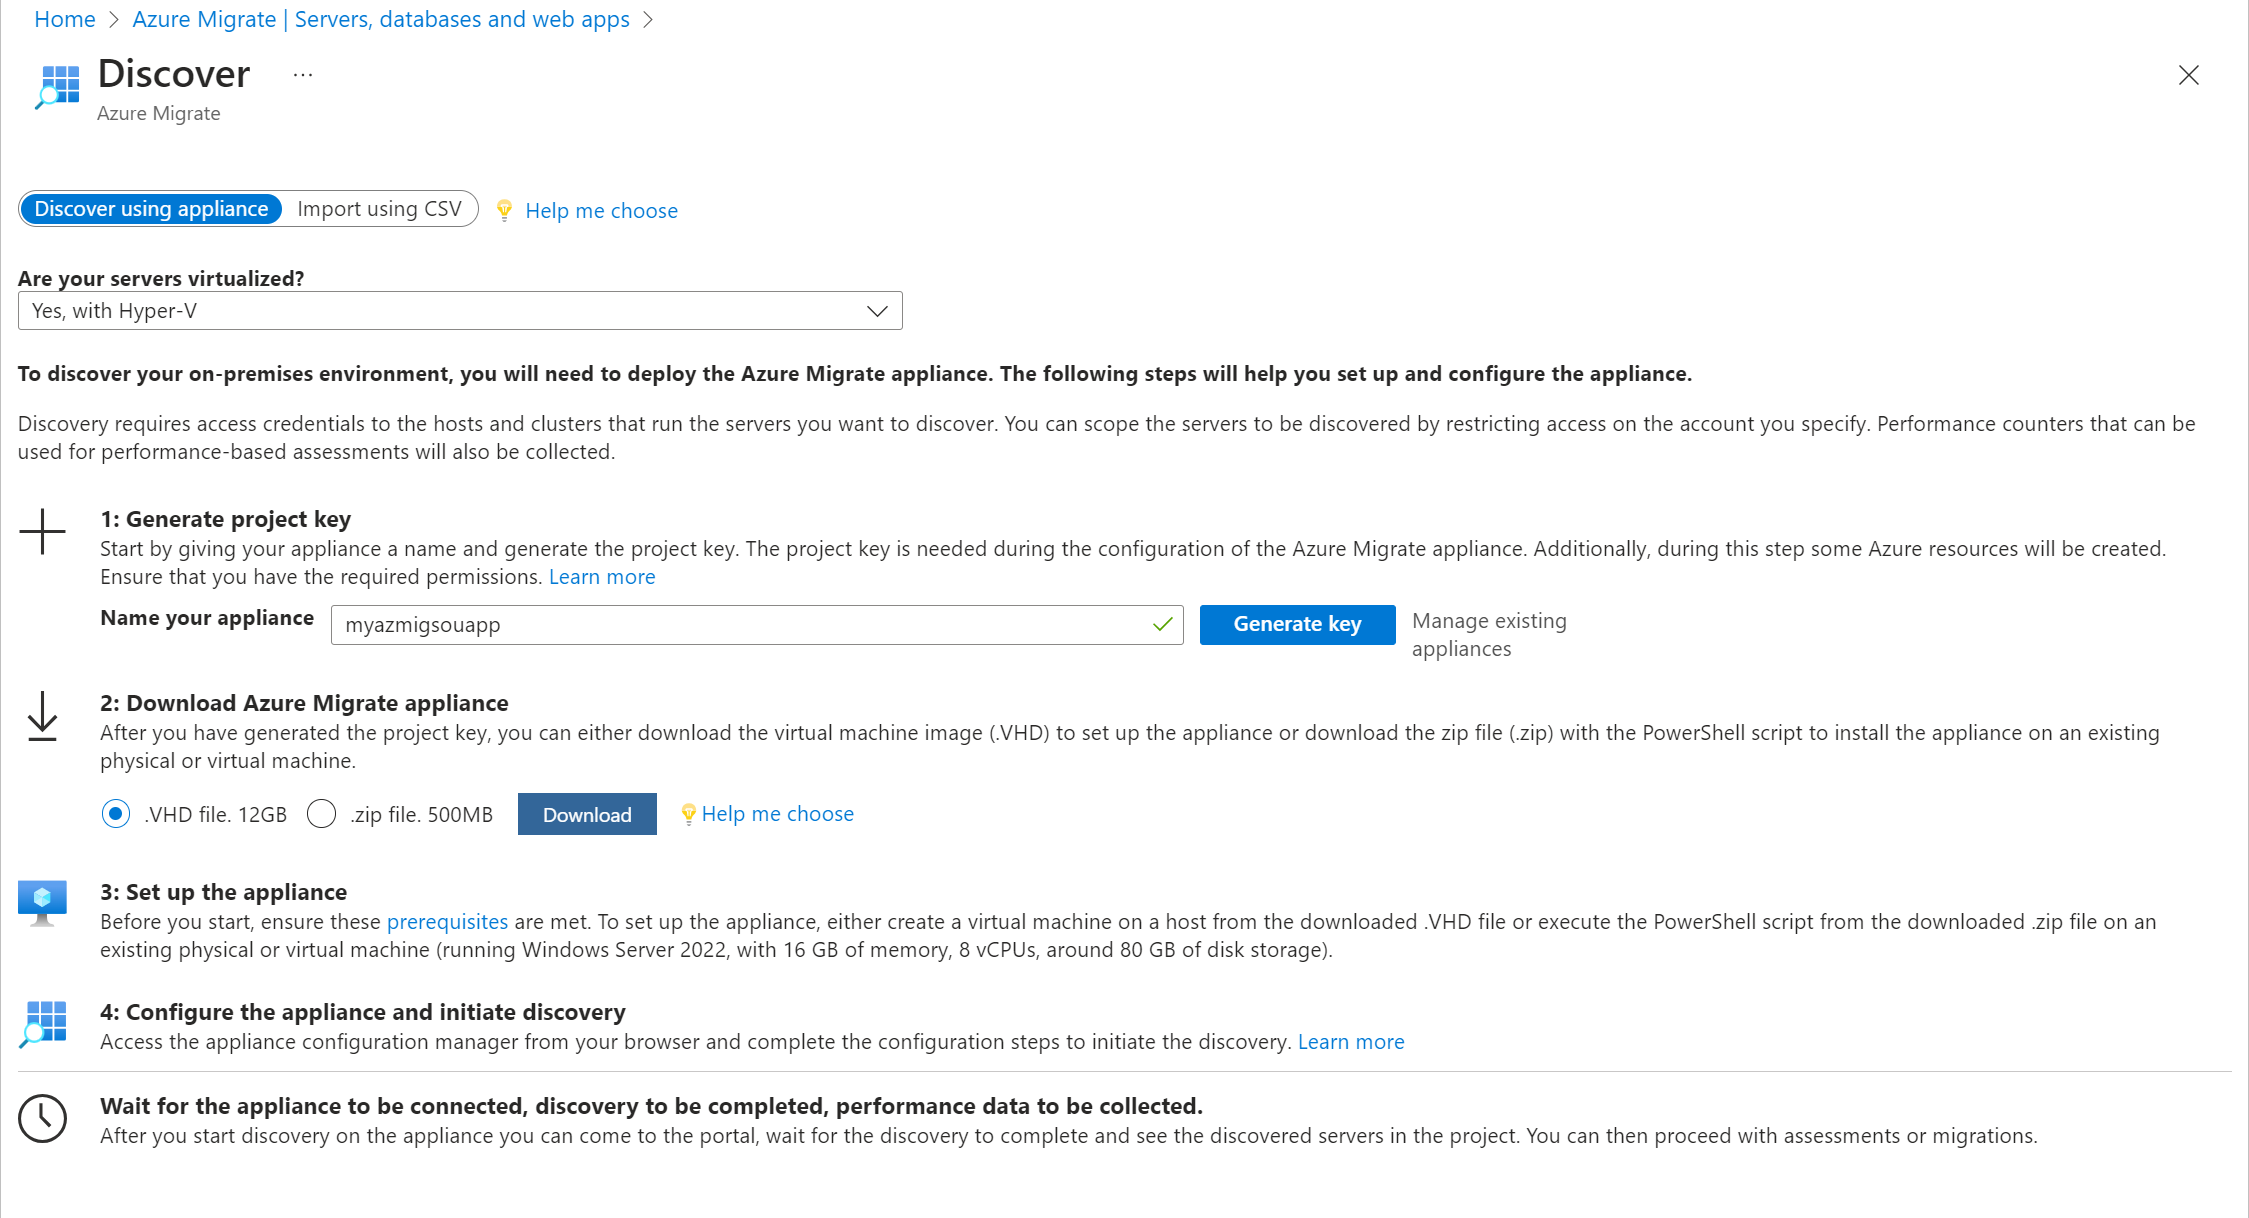 Home > Azure Migrate | Servers, databases and web apps >
Discover ...
Azure Migrate
Discover using appliance Import using CSV Help me choose
Are your servers virtualized?
Yes, with Hyper-V
To discover your on-premises environment, you will need to deploy the Azure Migrate appliance. The following steps will help you set up and configure the appliance.
Discovery requires access credentials to the hosts and clusters that run the servers you want to discover. You can scope the servers to be discovered by restricting access on the account you specify. Performance counters that can be
used for performance-based assessments will also be collected.
1: Generate project key
Start by giving your appliance a name and generate the project key. The project key is needed during the configuration of the Azure Migrate appliance. Additionally, during this step some Azure resources will be created.
Ensure that you have the required permissions. Learn more
Name your appliance myazmigsouapp Generate key Manage existing
appliances
2: Download Azure Migrate appliance
After you have generated the project key, you can either download the virtual machine image (.VHD) to set up the appliance or download the zip file (.zip) with the PowerShell script to install the appliance on an existing
physical or virtual machine.
.VHD file. 12GB .zip file. 500MB Download Help me choose
3: Set up the appliance
Before you start, ensure these prerequisites are met. To set up the appliance, either create a virtual machine on a host from the downloaded .VHD file or execute the PowerShell script from the downloaded .zip file on an
existing physical or virtual machine (running Windows Server 2022, with 16 GB of memory, 8 vCPUs, around 80 GB of disk storage).
4: Configure the appliance and initiate discovery
Access the appliance configuration manager from your browser and complete the configuration steps to initiate the discovery. Learn more
Wait for the appliance to be connected, discovery to be completed, performance data to be collected.
After you start discovery on the appliance you can come to the portal, wait for the discovery to complete and see the discovered servers in the project. You can then proceed with assessments or migrations.